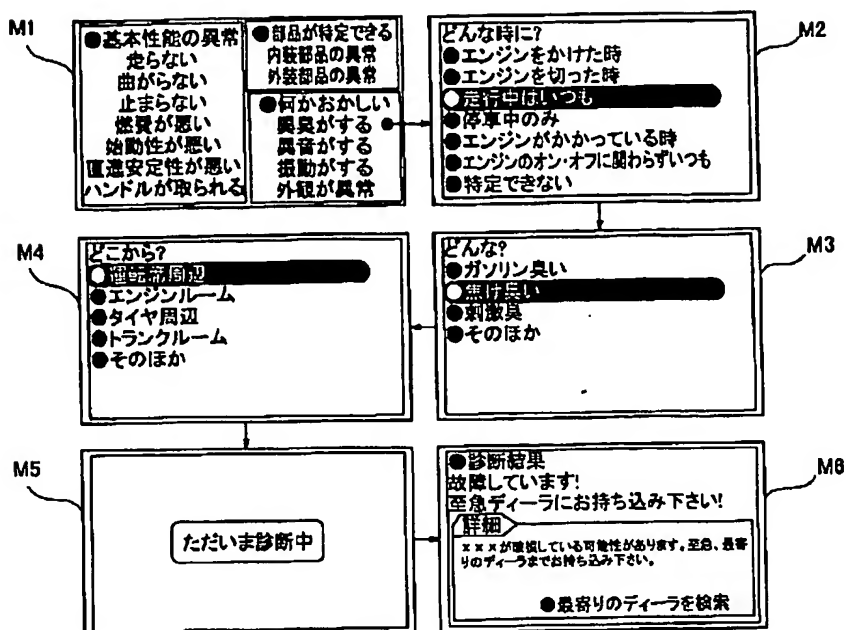 M1
●基本性能の異常
走らない
曲がらない
止まらない
燃費が悪い
始動性が悪い
直進安定性が悪い
ハンドルが取られる
●部品が特定できる
内装部品の異常
外装部品の異常
●何かおかしい
異臭がする
異音がする
振動がする
外観が異常
M2
どんな時に?
●エンジンをかけた時
●エンジンを切った時
●走行中はいつも
●停車中のみ
●エンジンがかかっている時
●エンジンのオン・オフに関わらずいつも
●特定できない
M4
どこから?
●運転席周辺
●エンジンルーム
●タイヤ周辺
●トランクルーム
●そのほか
M3
どんな?
●ガソリン臭い
●焦げ臭い
●刺激臭
●そのほか
M5
ただいま診断中
M6
●診断結果
故障しています!
至急ディーラにお持ち込み下さい!
詳細
×××が破損している可能性があります。至急、最寄
りのディーラまでお持ち込み下さい。
●最寄りのディーラを検索